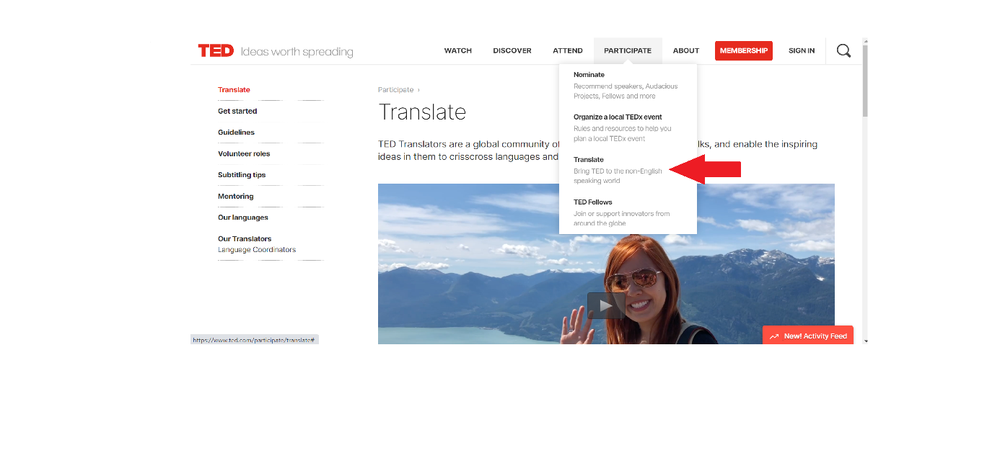 TED Ideas worth spreading
WATCH DISCOVER ATTEND PARTICIPATE ABOUT MEMBERSHIP SIGN IN
Translate
Get started
Guidelines
Volunteer roles
Subtitling tips
Mentoring
Our languages
Our Translators
Language Coordinators
Participate ›
Translate
TED Translators are a global community of lks, and enable the inspiring
ideas in them to crisscross languages and
Nominate
Recommend speakers, Audacious
Projects, Fellows and more
Organize a local TEDx event
Rules and resources to help you
plan a local TEDx event
Translate
Bring TED to the non-English
speaking world
TED Fellows
Join or support innovators from
around the globe
New! Activity Feed
https://www.ted.com/participate/translate#